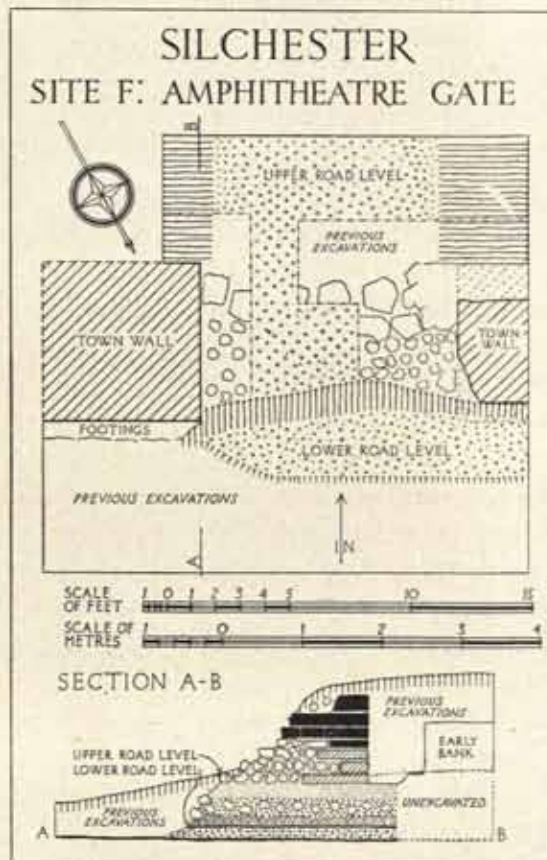 SILCHESTER
SITE F: AMPHITHEATRE GATE
B
UPPER ROAD LEVEL
PREVIOUS
EXCAVATIONS
TOWN WALL
TOWN
WALL
FOOTINGS
LOWER ROAD LEVEL
PREVIOUS EXCAVATIONS
A
IN
SCALE OF FEET 1 0 1 2 3 4 5 10 15
SCALE OF METRES 1 0 1 2 3 4
SECTION A-B
PREVIOUS
EXCAVATIONS
EARLY
BANK
UPPER ROAD LEVEL
LOWER ROAD LEVEL
PREVIOUS
EXCAVATIONS
UNEXCAVATED
A
B